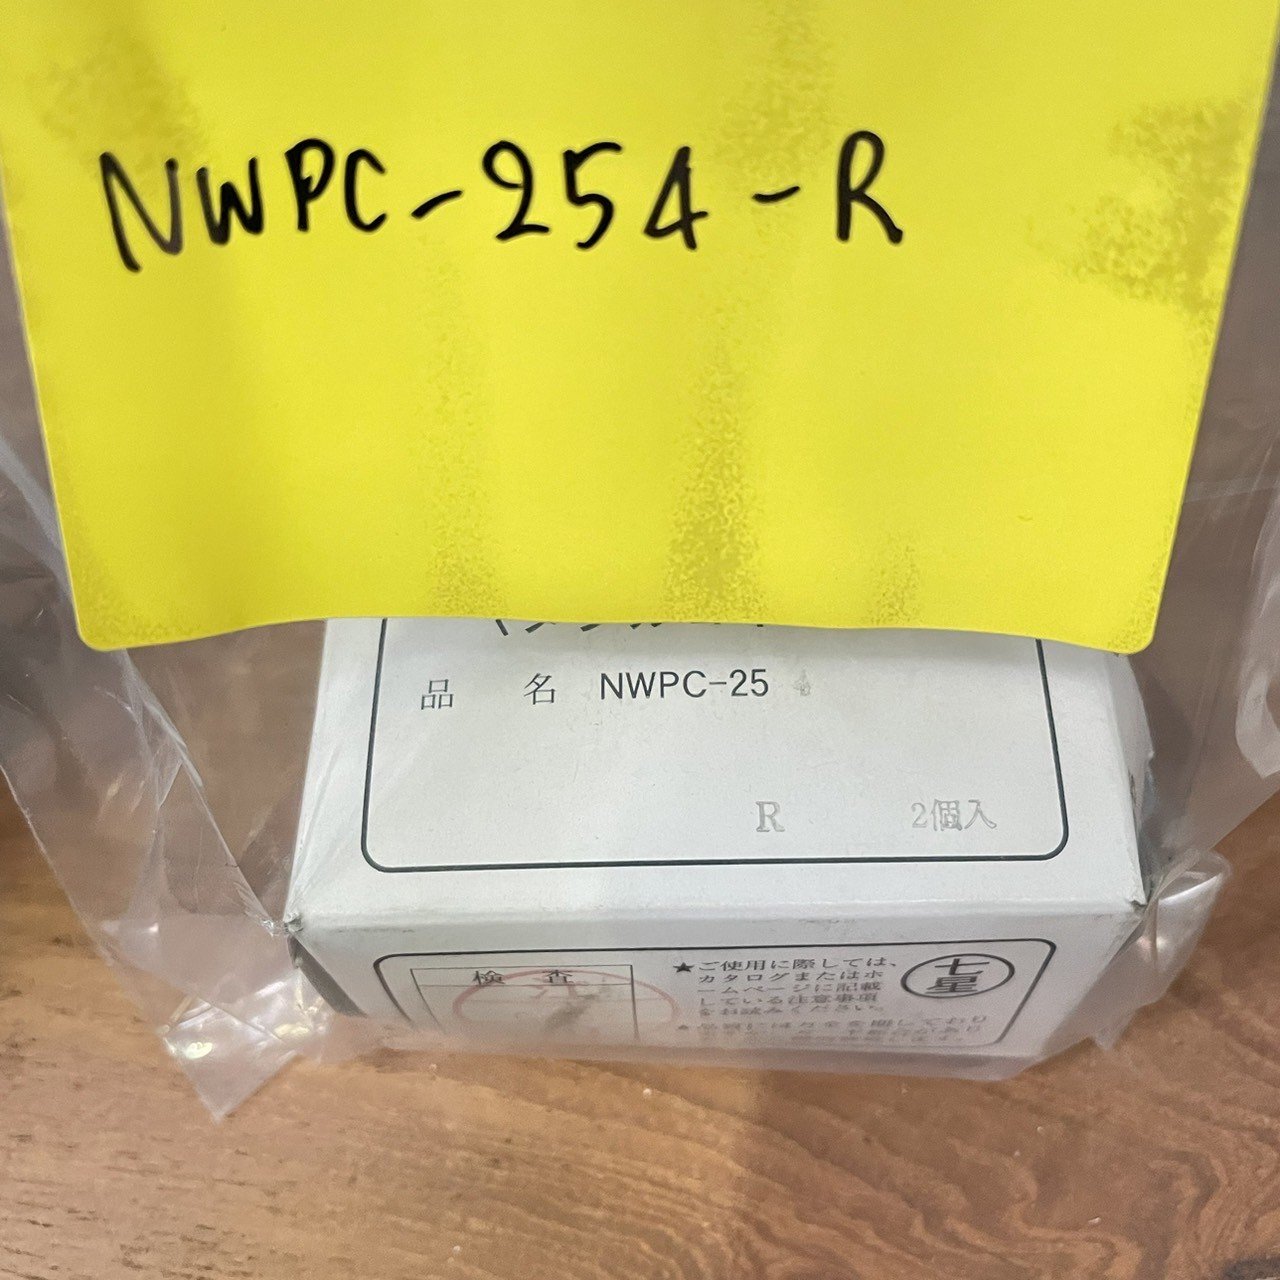 NWPC-254-R
品 名 NWPC-25 4
R 2個入
検 査
★ご使用に際しては、
カタログまたはホ
ームページに記載
している注意事項
をお読みください。
七星